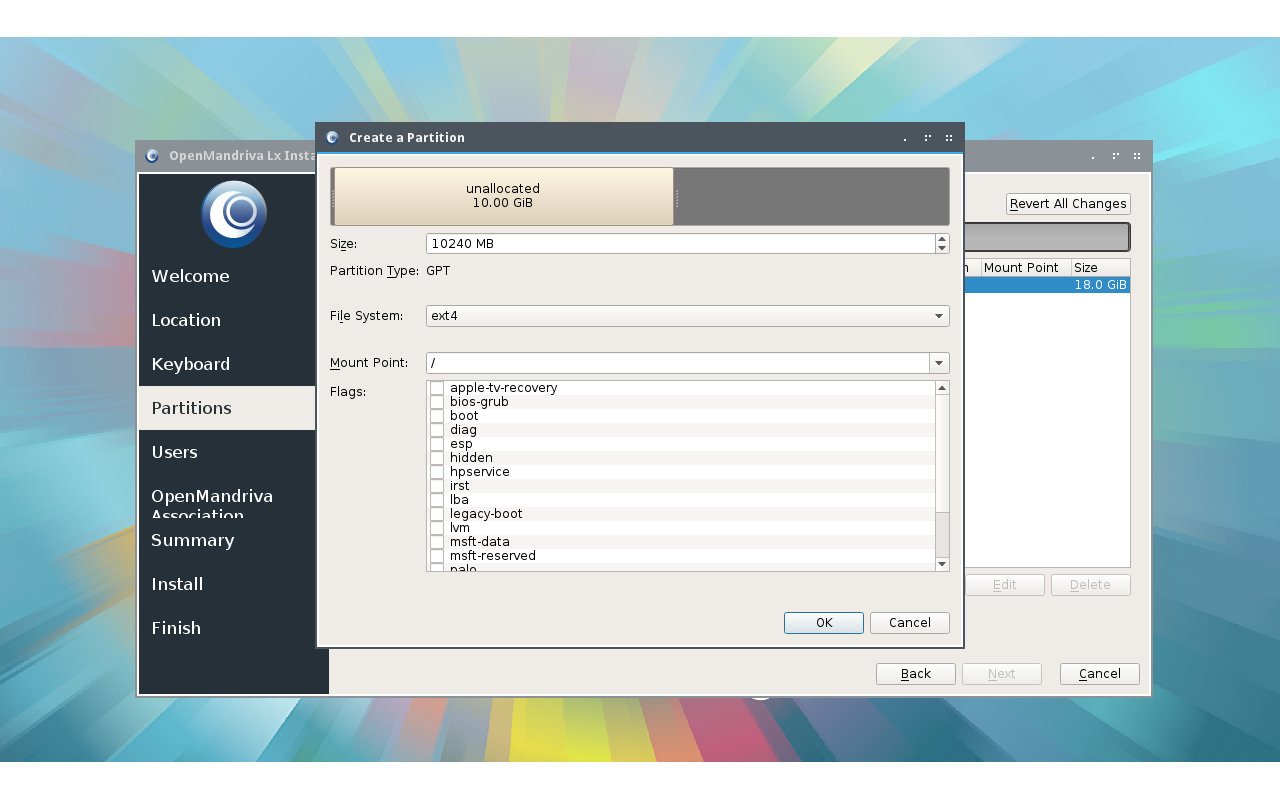 Create a Partition
OpenMandriva Lx Insta
unallocated
10.00 GiB
Revert All Changes
Size:
10240 MB
Partition Type: GPT
Mount Point
Size
18.0 GiB
Welcome
Location
Keyboard
Partitions
Users
OpenMandriva
Association
Summary
Install
Finish
File System:
ext4
Mount Point:
/
Flags:
apple-tv-recovery
bios-grub
boot
diag
esp
hidden
hpservice
irst
lba
legacy-boot
lvm
msft-data
msft-reserved
palo
Edit
Delete
OK
Cancel
Back
Next
Cancel